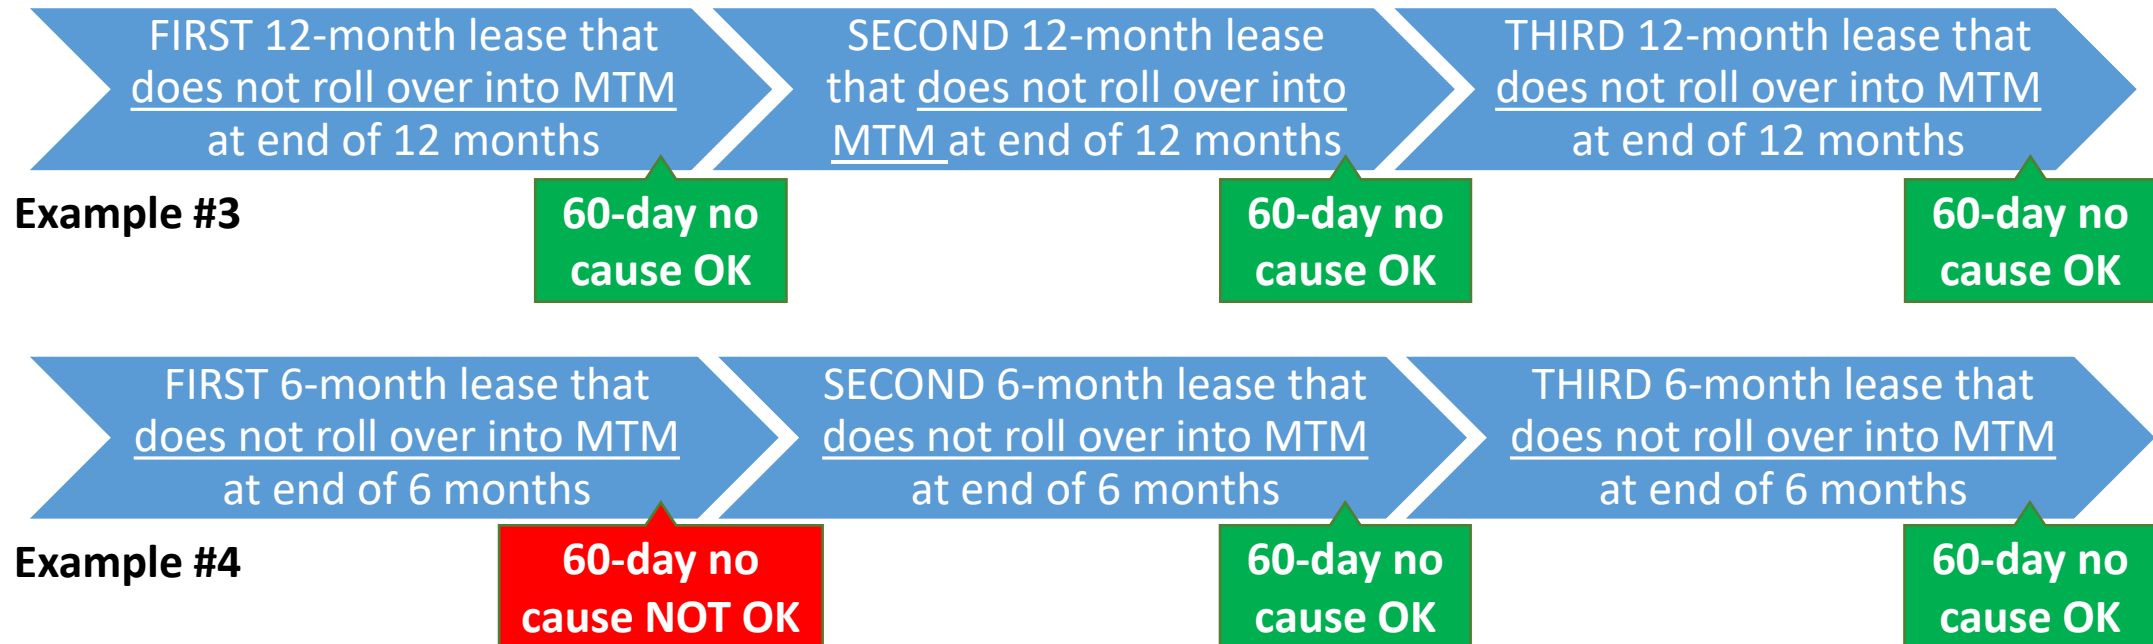 FIRST 12-month lease that
does not roll over into MTM
at end of 12 months
SECOND 12-month lease
that does not roll over into
MTM at end of 12 months
THIRD 12-month lease that
does not roll over into MTM
at end of 12 months
Example #3
60-day no
cause OK
60-day no
cause OK
60-day no
cause OK
FIRST 6-month lease that
does not roll over into MTM
at end of 6 months
SECOND 6-month lease that
does not roll over into MTM
at end of 6 months
THIRD 6-month lease that
does not roll over into MTM
at end of 6 months
Example #4
60-day no
cause NOT OK
60-day no
cause OK
60-day no
cause OK